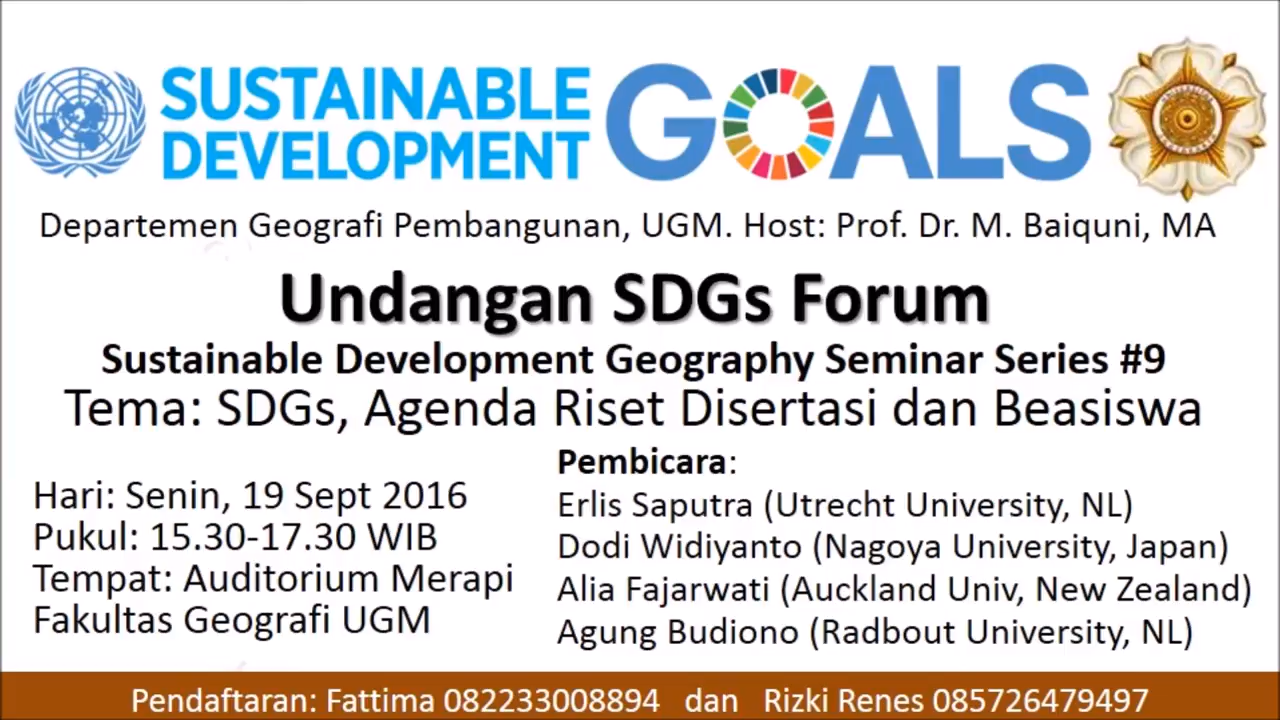 SUSTAINABLE
DEVELOPMENT
GOALS
Departemen Geografi Pembangunan, UGM. Host: Prof. Dr. M. Baiquni, MA
Undangan SDGs Forum
Sustainable Development Geography Seminar Series #9
Tema: SDGs, Agenda Riset Disertasi dan Beasiswa
Hari: Senin, 19 Sept 2016
Pukul: 15.30-17.30 WIB
Tempat: Auditorium Merapi
Fakultas Geografi UGM
Pembicara:
Erlis Saputra (Utrecht University, NL)
Dodi Widiyanto (Nagoya University, Japan)
Alia Fajarwati (Auckland Univ, New Zealand)
Agung Budiono (Radbout University, NL)
Pendaftaran: Fattima 082233008894 dan Rizki Renes 085726479497